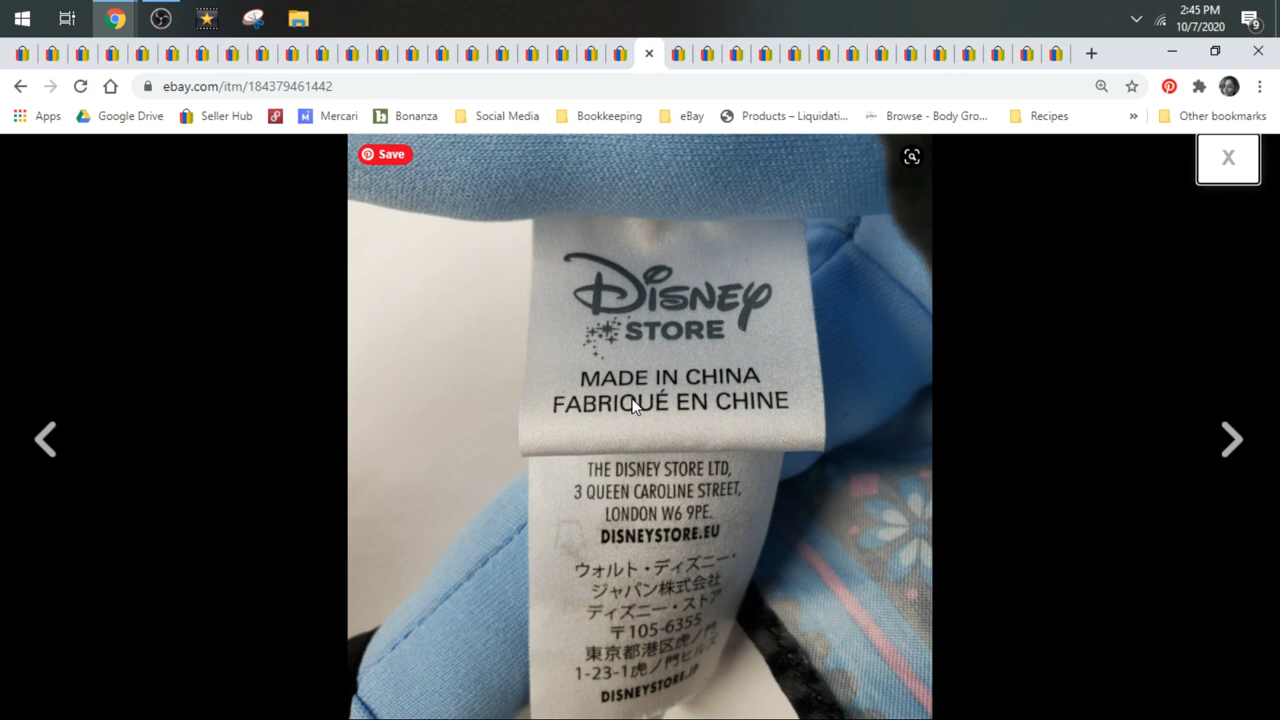 2:45 PM
10/7/2020
9
ebay.com/itm/184379461442
Apps
Google Drive
Seller Hub
Mercari
Bonanza
Social Media
Bookkeeping
eBay
Products – Liquidati...
Browse - Body Gro...
Recipes
»
Other bookmarks
Save
X
DISNEY
STORE
MADE IN CHINA
FABRIQUÉ EN CHINE
THE DISNEY STORE LTD,
3 QUEEN CAROLINE STREET,
LONDON W6 9PE.
DISNEYSTORE.EU
ウォルト・ディズニー・
ジャパン株式会社
ディズニー・ストア
〒105-6355
東京都港区虎ノ門
1-23-1虎ノ門ヒルズ
DISNEYSTORE.JP